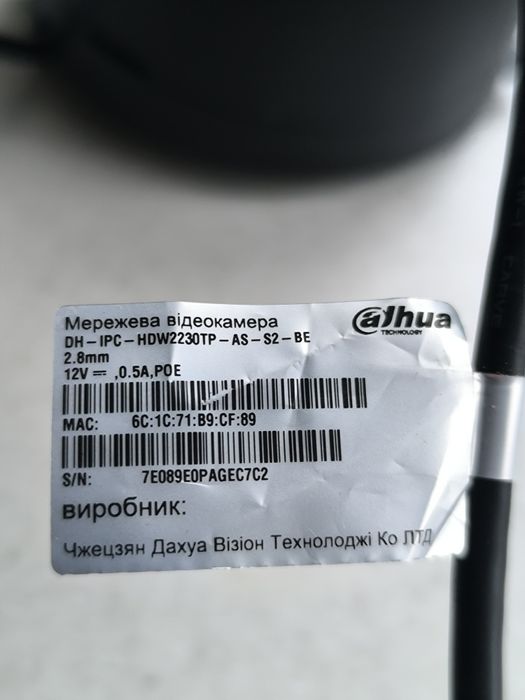 Мережева відеокамера
alhua
TECHNOLOGY
DH-IPC-HDW2230TP-AS-S2-BE
2.8mm
12V ⎓ ,0.5A,POE
MAC: 6C:1C:71:B9:CF:89
S/N: 7E089E0PAGEC7C2
виробник:
Чжецзян Дахуа Візіон Технолоджі Ко ЛТД